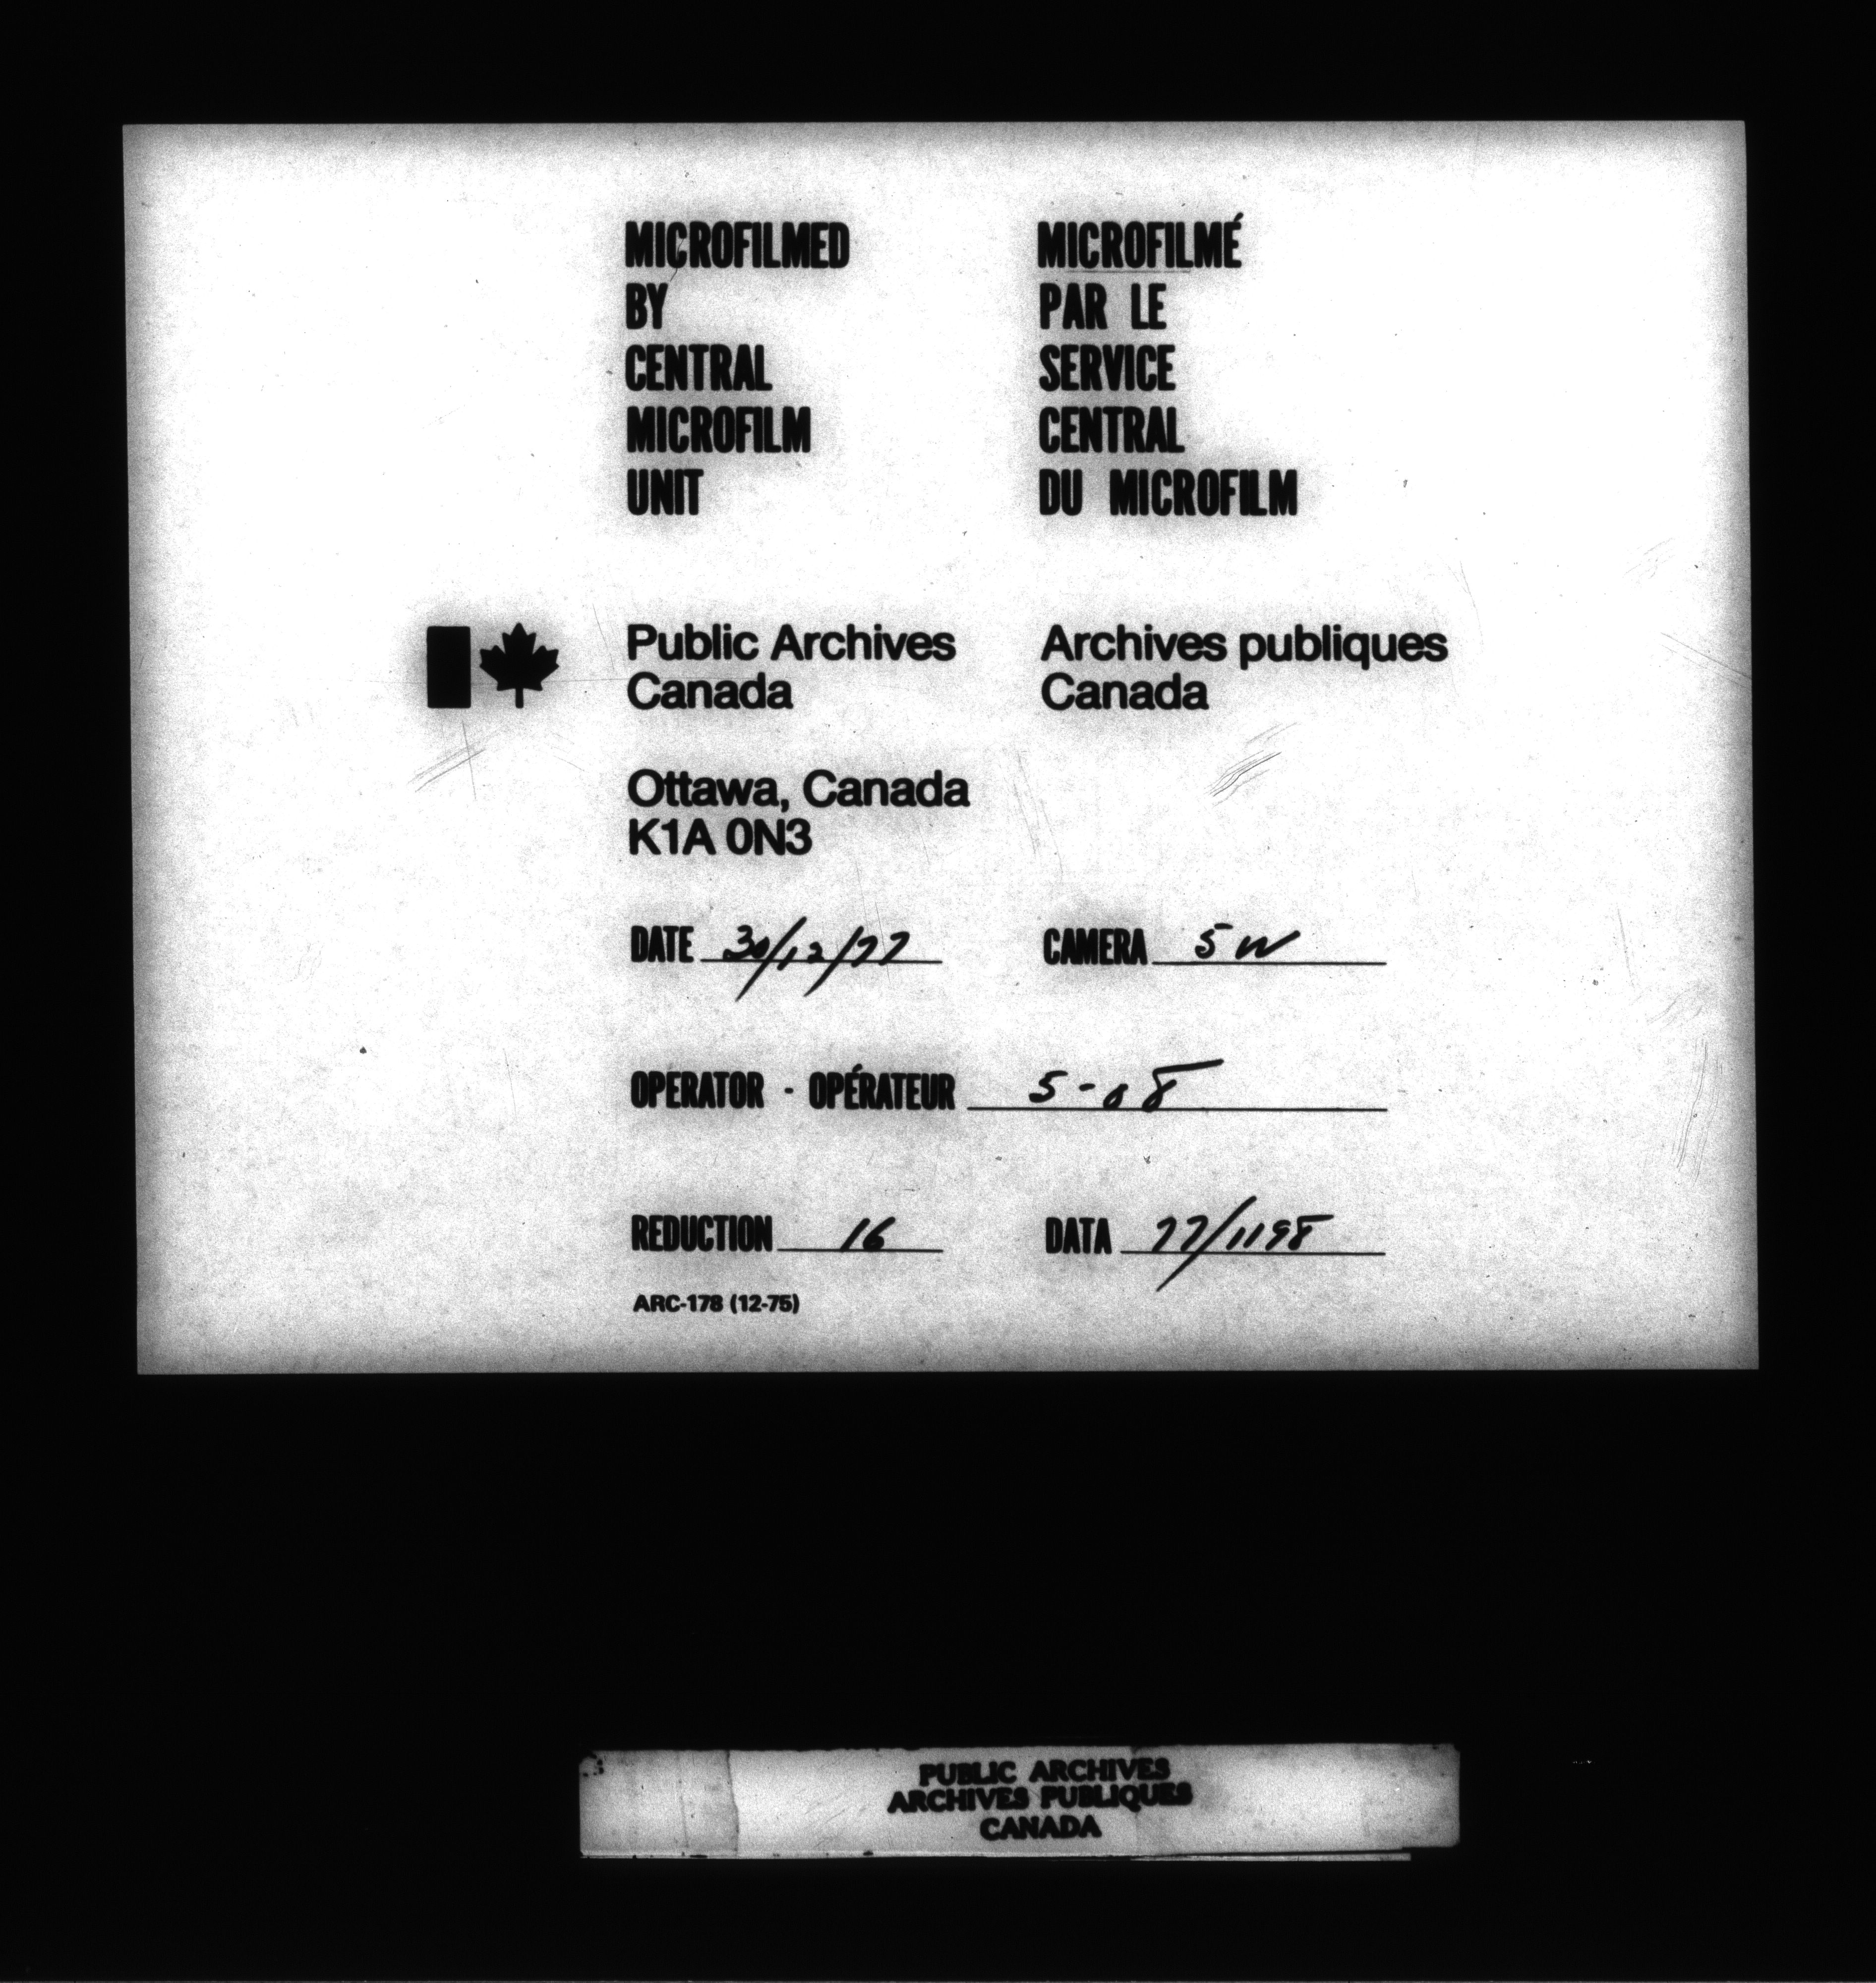 MICROFILMED
BY
CENTRAL
MICROFILM
UNIT
MICROFILMÉ
PAR LE
SERVICE
CENTRAL
DU MICROFILM
Public Archives
Canada
Archives publiques
Canada
Ottawa, Canada
K1A 0N3
DATE 30/12/77
CAMERA 5W
OPERATOR - OPÉRATEUR 5-08
REDUCTION 16
DATA 77/1198
ARC-178 (12-75)
PUBLIC ARCHIVES
ARCHIVES PUBLIQUES
CANADA